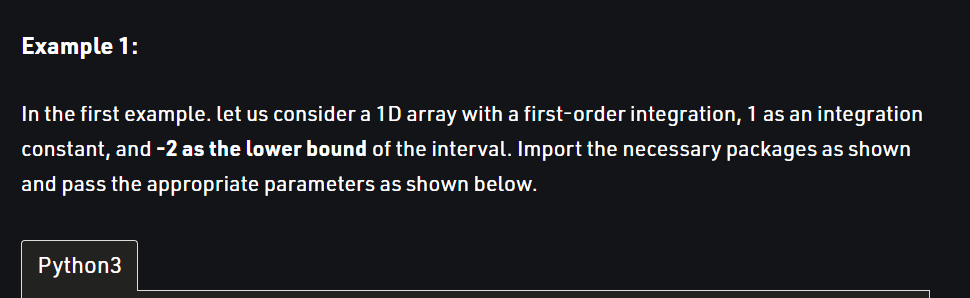 Example 1:
In the first example. let us consider a 1D array with a first-order integration, 1 as an integration
constant, and -2 as the lower bound of the interval. Import the necessary packages as shown
and pass the appropriate parameters as shown below.
Python3